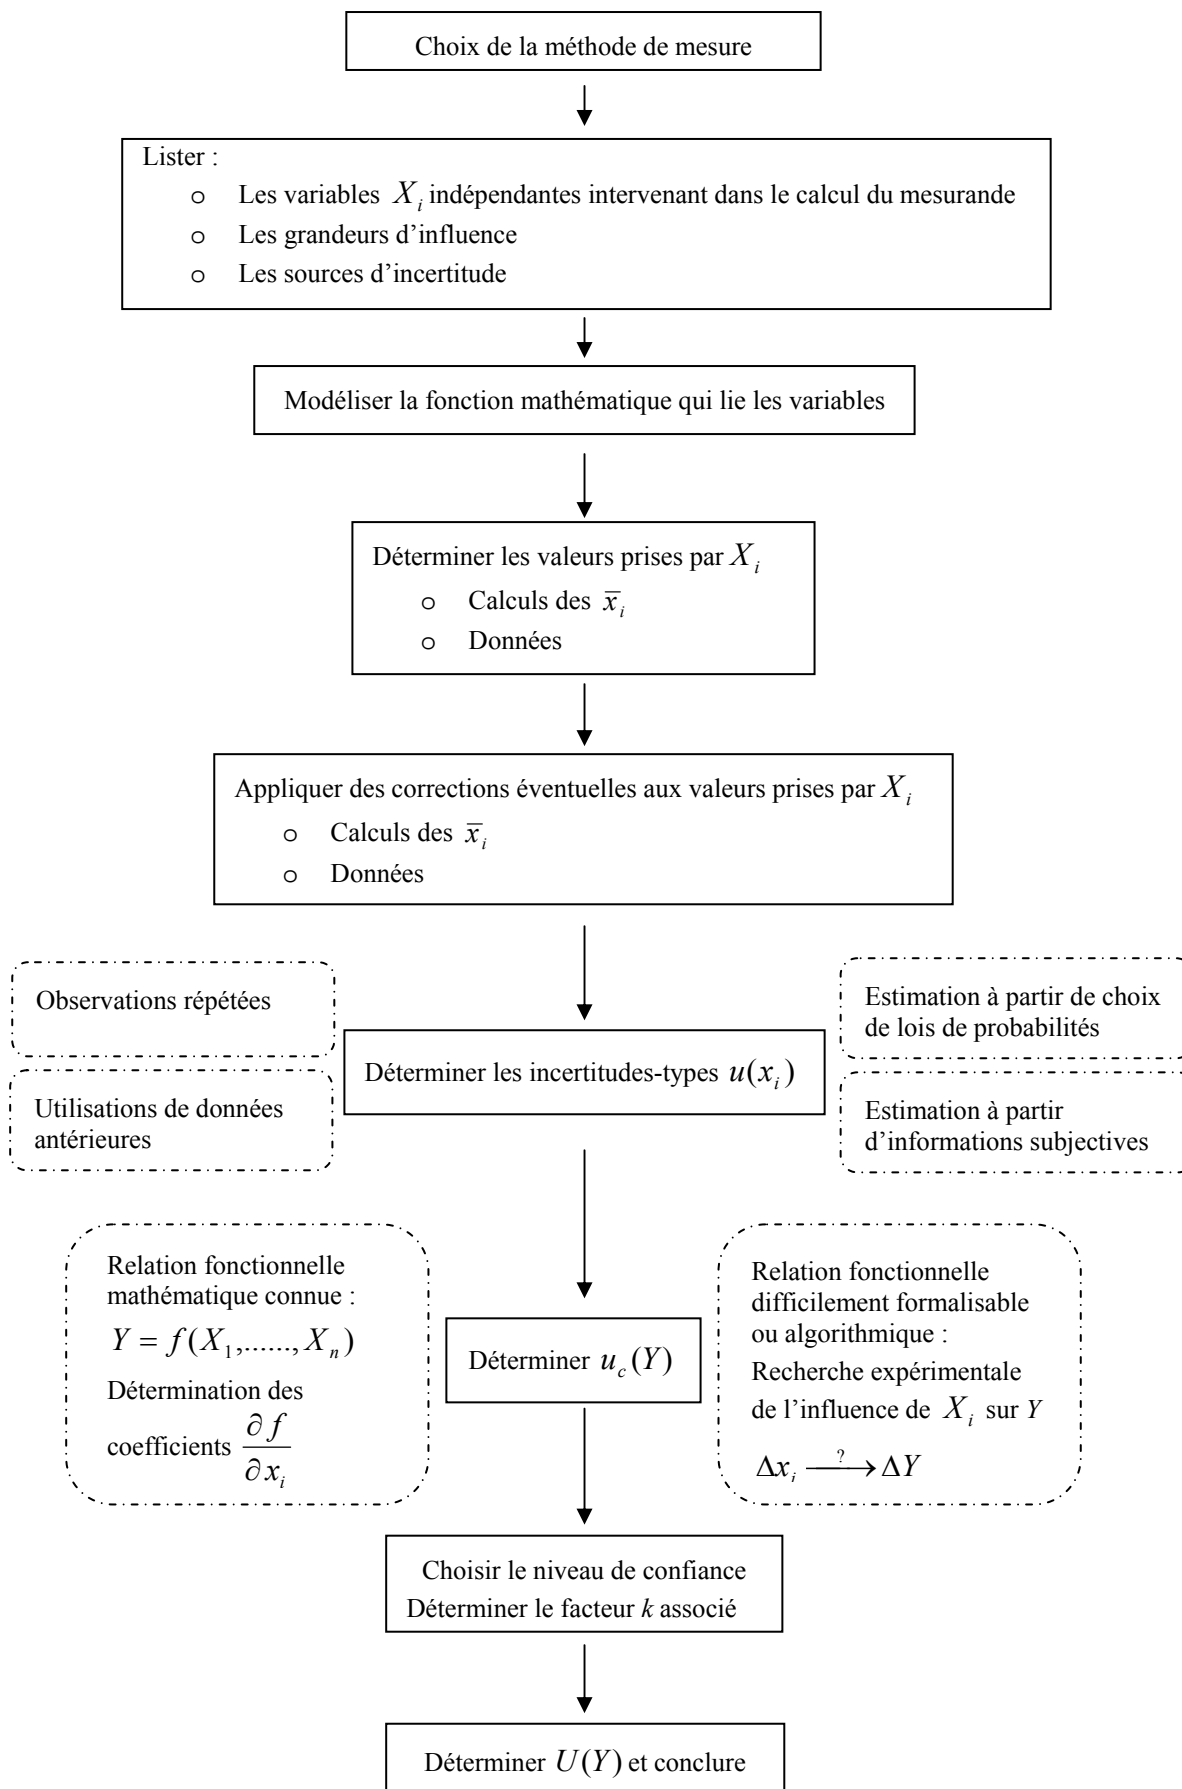 Choix de la méthode de mesure
Lister :
o Les variables X_i indépendantes intervenant dans le calcul du mesurande
o Les grandeurs d’influence
o Les sources d’incertitude
Modéliser la fonction mathématique qui lie les variables
Déterminer les valeurs prises par X_i
o Calculs des x̄_i
o Données
Appliquer des corrections éventuelles aux valeurs prises par X_i
o Calculs des x̄_i
o Données
Observations répétées
Utilisations de données
antérieures
Déterminer les incertitudes-types u(x_i)
Estimation à partir de choix
de lois de probabilités
Estimation à partir
d’informations subjectives
Relation fonctionnelle
mathématique connue :
Y = f(X_1,......, X_n)
Détermination des
coefficients ∂f/∂x_i
Déterminer u_c(Y)
Relation fonctionnelle
difficilement formalisable
ou algorithmique :
Recherche expérimentale
de l’influence de X_i sur Y
Δx_i —?→ ΔY
Choisir le niveau de confiance
Déterminer le facteur k associé
Déterminer U(Y) et conclure